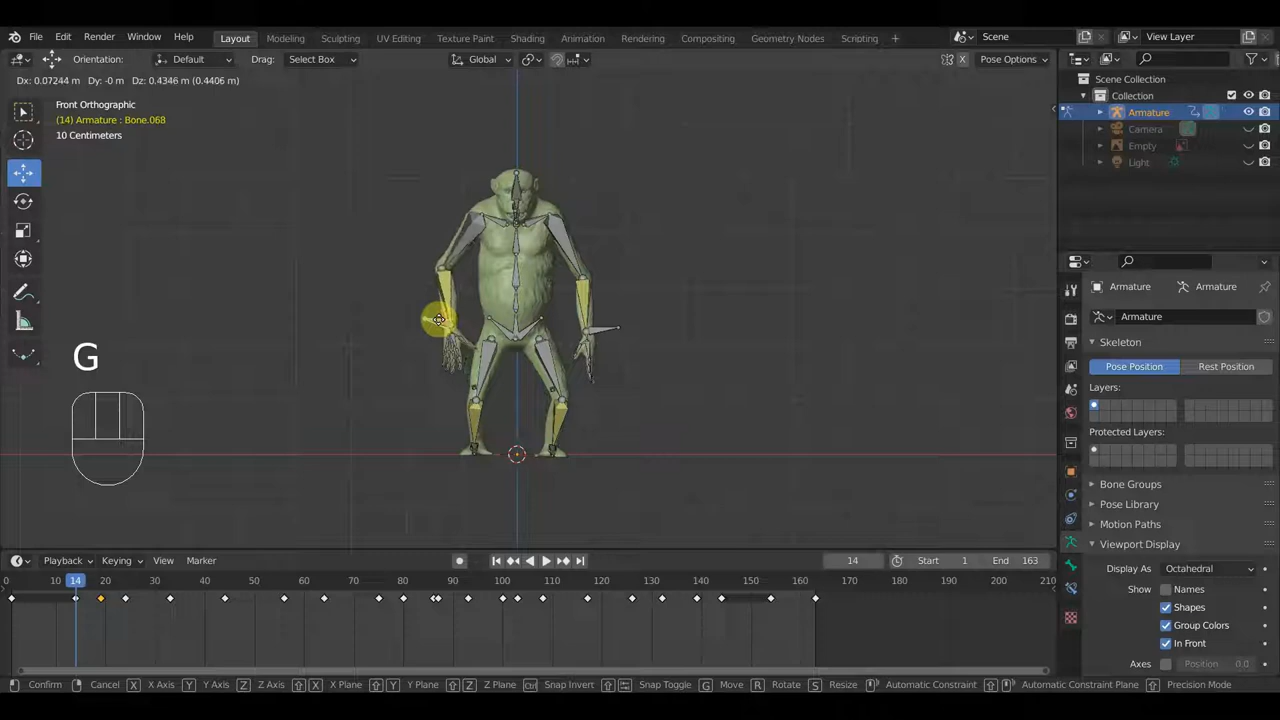 File Edit Render Window Help Layout Modeling Sculpting UV Editing Texture Paint Shading Animation Rendering Compositing Geometry Nodes Scripting + Scene View Layer
Orientation: Default Drag: Select Box Global X Pose Options
Dx: 0.07244 m Dy: -0 m Dz: 0.4346 m (0.4406 m)
Front Orthographic
(14) Armature : Bone.068
10 Centimeters
G
Scene Collection
Collection
Armature
Camera
Empty
Light
Armature Armature
Armature
Skeleton
Pose Position Rest Position
Layers:
Protected Layers:
Bone Groups
Pose Library
Motion Paths
Viewport Display
Display As Octahedral
Show Names
Shapes
Group Colors
In Front
Axes Position 0.0
Playback Keying View Marker 14 Start 1 End 163
0 10 14 20 30 40 50 60 70 80 90 100 110 120 130 140 150 160 170 180 190 200 210
Confirm Cancel X X Axis Y Y Axis Z Z Axis X X Plane Y Y Plane Z Z Plane Ctrl Snap Invert Snap Toggle G Move R Rotate S Resize Automatic Constraint Automatic Constraint Plane Precision Mode